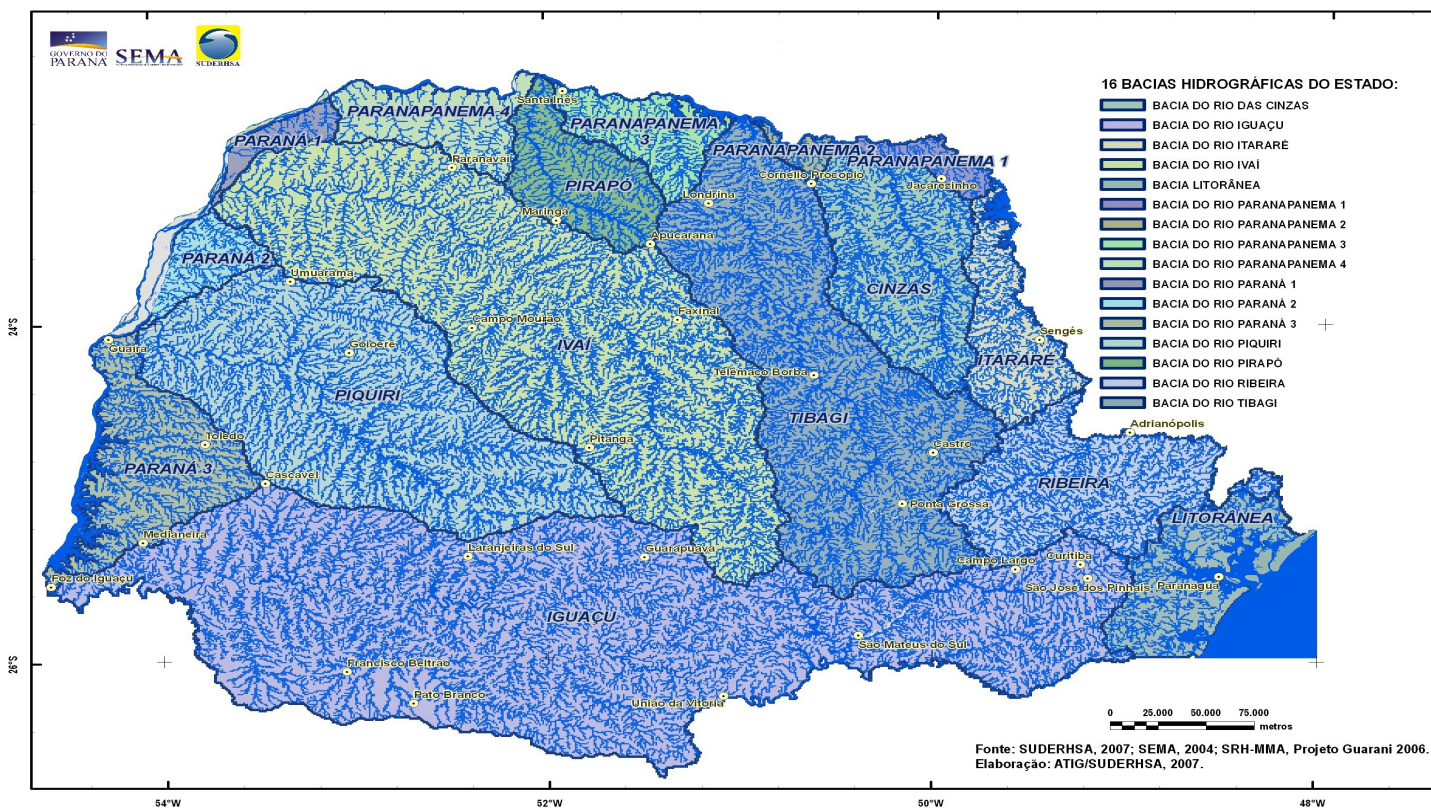 GOVERNO DO
PARANÁ
SEMA
SUDERHSA
16 BACIAS HIDROGRÁFICAS DO ESTADO:
BACIA DO RIO DAS CINZAS
BACIA DO RIO IGUAÇU
BACIA DO RIO ITARARÉ
BACIA DO RIO IVAÍ
BACIA LITORÂNEA
BACIA DO RIO PARANAPANEMA 1
BACIA DO RIO PARANAPANEMA 2
BACIA DO RIO PARANAPANEMA 3
BACIA DO RIO PARANAPANEMA 4
BACIA DO RIO PARANÁ 1
BACIA DO RIO PARANÁ 2
BACIA DO RIO PARANÁ 3
BACIA DO RIO PIQUIRI
BACIA DO RIO PIRAPÓ
BACIA DO RIO RIBEIRA
BACIA DO RIO TIBAGI
Santa Inês
PARANAPANEMA 4
PARANAPANEMA
3
PARANÁ 1
PARANAPANEMA 2
PARANAPANEMA 1
Paranavaí
Cornélio Procópio
PIRAPÓ
Jacarezinho
Londrina
Maringa
Apucarana
PARANÁ 2
Umuarama
CINZAS
Faxinal
Campo Mourão
Sengés
24°S
Guaíra
Goioerê
IVAÍ
ITARARÉ
Telêmaco Borba
PIQUIRI
TIBAGI
Adrianópolis
Toledo
Pitanga
Castro
PARANÁ 3
Cascavel
RIBEIRA
Ponta Grossa
LITORÂNEA
Medianeira
Laranjeiras do Sul
Guarapuava
Campo Largo
Curitiba
Foz do Iguaçu
São José dos Pinhais
Paranaguá
IGUAÇU
São Mateus do Sul
26°S
Francisco Beltrão
Pato Branco
União da Vitória
0 25.000 50.000 75.000
metros
Fonte: SUDERHSA, 2007; SEMA, 2004; SRH-MMA, Projeto Guarani 2006.
Elaboração: ATIG/SUDERHSA, 2007.
54°W
52°W
50°W
48°W